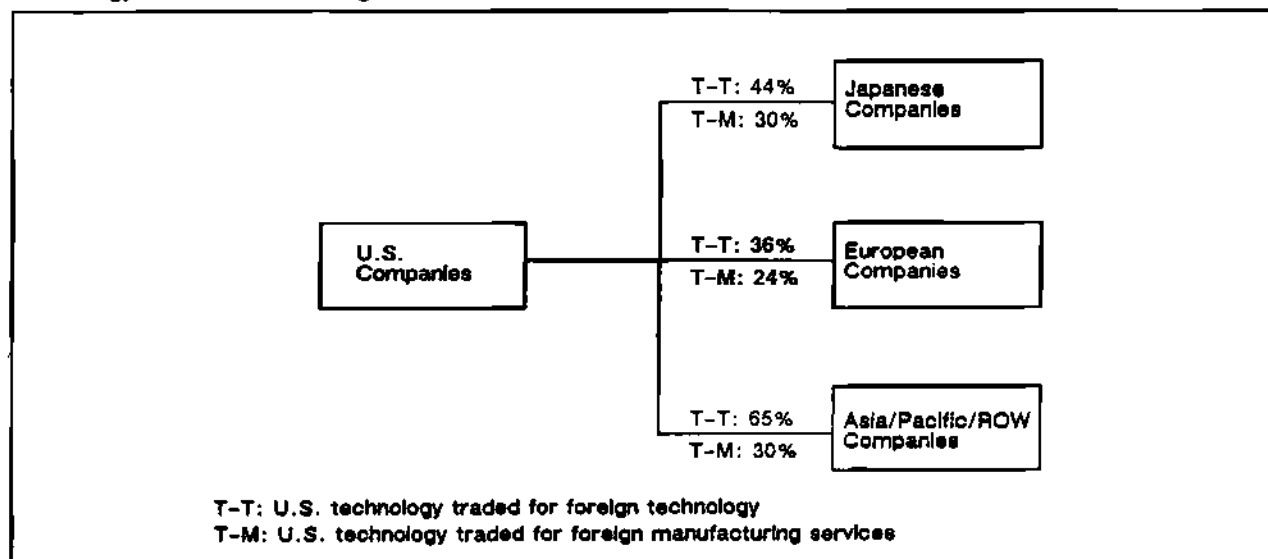 T-T: 44%
T-M: 30%
Japanese
Companies
U.S.
Companies
T-T: 36%
T-M: 24%
European
Companies
T-T: 65%
T-M: 30%
Asia/Pacific/ROW
Companies
T-T: U.S. technology traded for foreign technology
T-M: U.S. technology traded for foreign manufacturing services